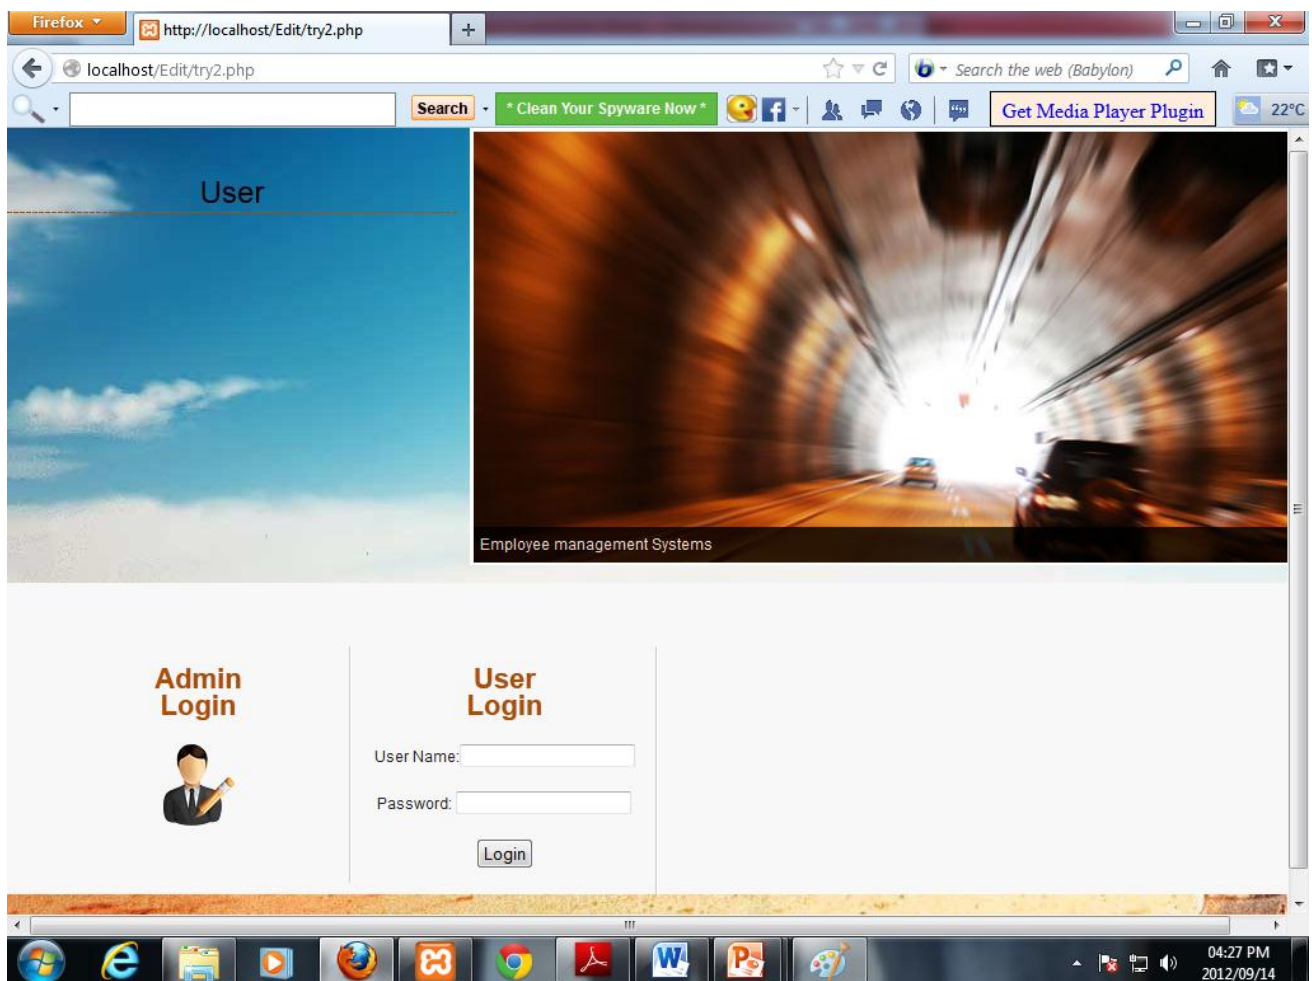 Firefox
http://localhost/Edit/try2.php
localhost/Edit/try2.php
Search the web (Babylon)
Search
* Clean Your Spyware Now *
Get Media Player Plugin
22°C
User
Employee management Systems
Admin
Login
User
Login
User Name:
Password:
Login
04:27 PM
2012/09/14